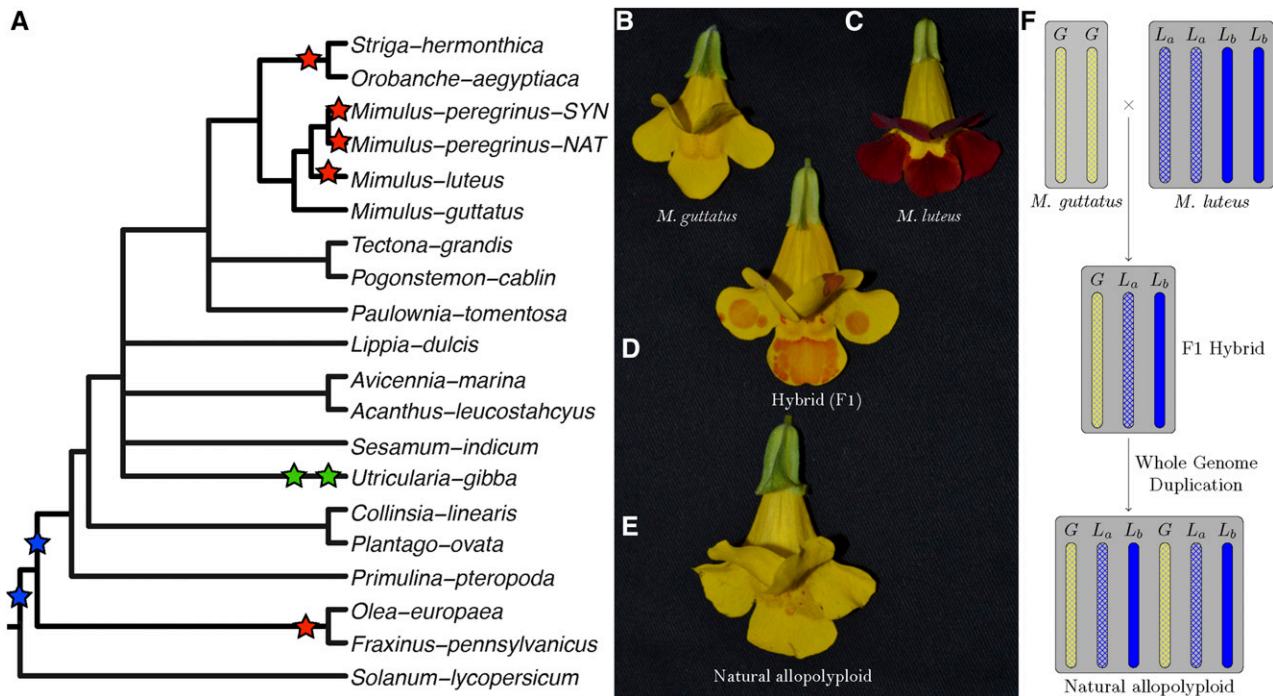 A
Striga-hermonthica
Orobanche-aegyptiaca
Mimulus-peregrinus-SYN
Mimulus-peregrinus-NAT
Mimulus-luteus
Mimulus-guttatus
Tectona-grandis
Pogonstemon-cablin
Paulownia-tomentosa
Lippia-dulcis
Avicennia-marina
Acanthus-leucostahcyus
Sesamum-indicum
Utricularia-gibba
Collinsia-linearis
Plantago-ovata
Primulina-pteropoda
Olea-europaea
Fraxinus-pennsylvanicus
Solanum-lycopersicum
B
M. guttatus
C
M. luteus
D
Hybrid (F1)
E
Natural allopolyploid
F
G G
La La Lb Lb
×
M. guttatus
M. luteus
G La Lb
F1 Hybrid
Whole Genome
Duplication
G La Lb G La Lb
Natural allopolyploid